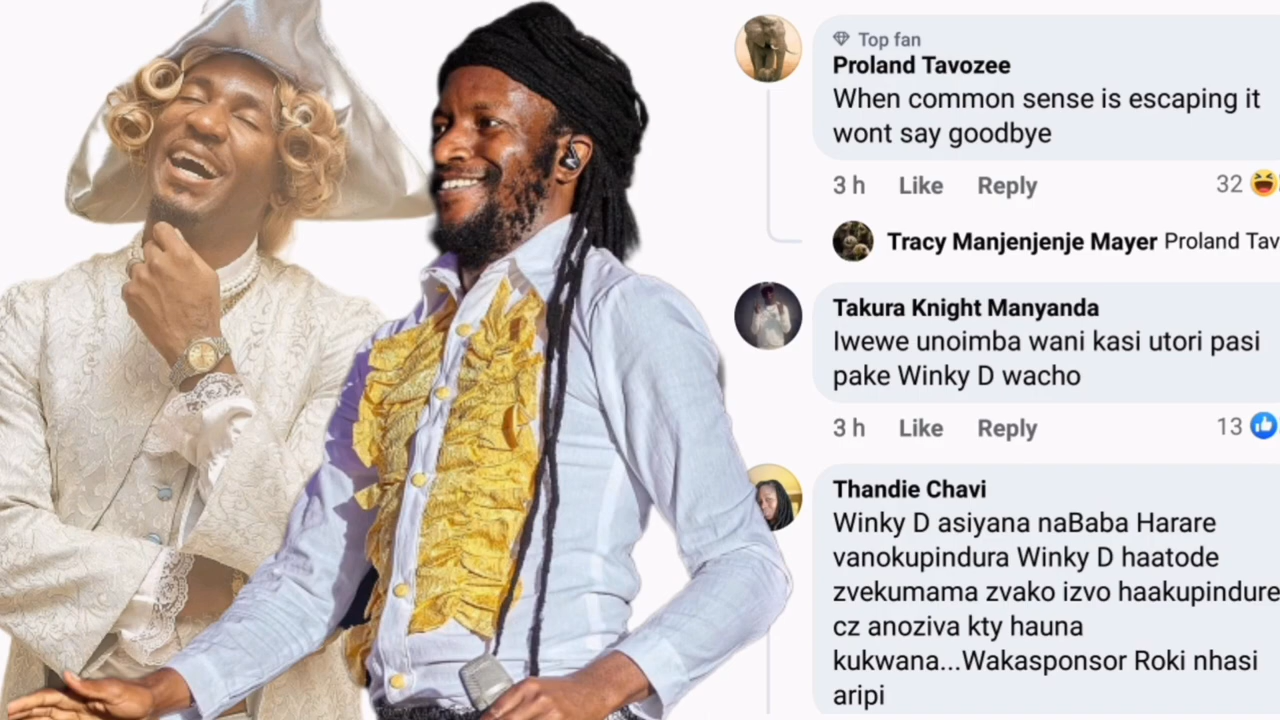 Top fan
Proland Tavozee
When common sense is escaping it
wont say goodbye
3 h Like Reply 32
Tracy Manjenjenje Mayer Proland Tav
Takura Knight Manyanda
Iwewe unoimba wani kasi utori pasi
pake Winky D wacho
3 h Like Reply 13
Thandie Chavi
Winky D asiyana naBaba Harare
vanokupindura Winky D haatode
zvekumama zvako izvo haakupindure
cz anoziva kty hauna
kukwana...Wakasponsor Roki nhasi
aripi